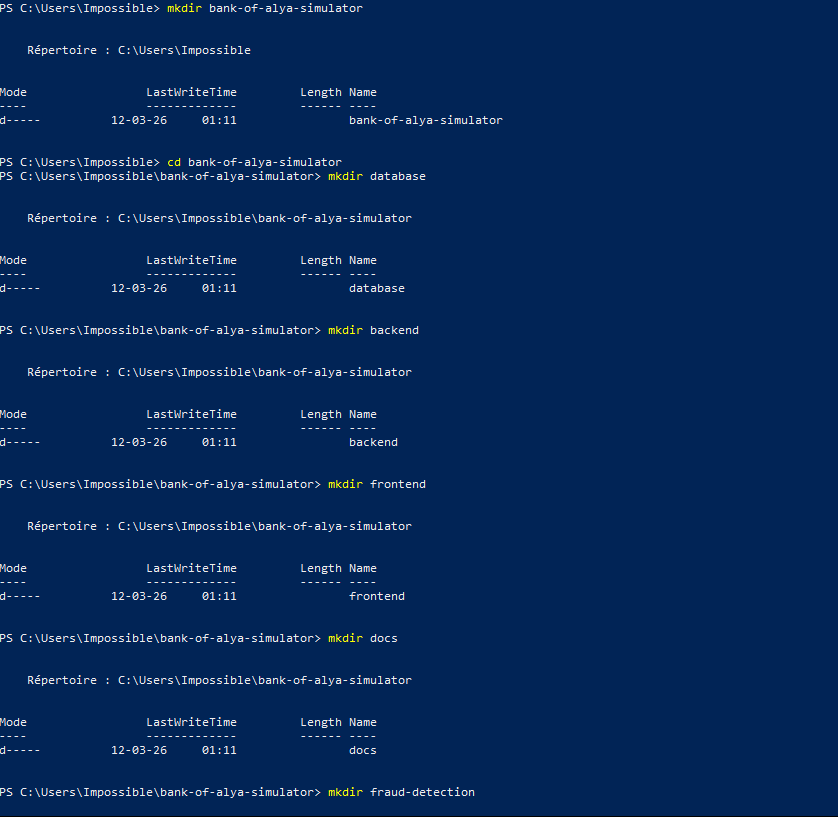 PS C:\Users\Impossible> mkdir bank-of-alya-simulator
Répertoire : C:\Users\Impossible
Mode LastWriteTime Length Name
---- ------------- ------ ----
d----- 12-03-26 01:11 bank-of-alya-simulator
PS C:\Users\Impossible> cd bank-of-alya-simulator
PS C:\Users\Impossible\bank-of-alya-simulator> mkdir database
Répertoire : C:\Users\Impossible\bank-of-alya-simulator
Mode LastWriteTime Length Name
---- ------------- ------ ----
d----- 12-03-26 01:11 database
PS C:\Users\Impossible\bank-of-alya-simulator> mkdir backend
Répertoire : C:\Users\Impossible\bank-of-alya-simulator
Mode LastWriteTime Length Name
---- ------------- ------ ----
d----- 12-03-26 01:11 backend
PS C:\Users\Impossible\bank-of-alya-simulator> mkdir frontend
Répertoire : C:\Users\Impossible\bank-of-alya-simulator
Mode LastWriteTime Length Name
---- ------------- ------ ----
d----- 12-03-26 01:11 frontend
PS C:\Users\Impossible\bank-of-alya-simulator> mkdir docs
Répertoire : C:\Users\Impossible\bank-of-alya-simulator
Mode LastWriteTime Length Name
---- ------------- ------ ----
d----- 12-03-26 01:11 docs
PS C:\Users\Impossible\bank-of-alya-simulator> mkdir fraud-detection